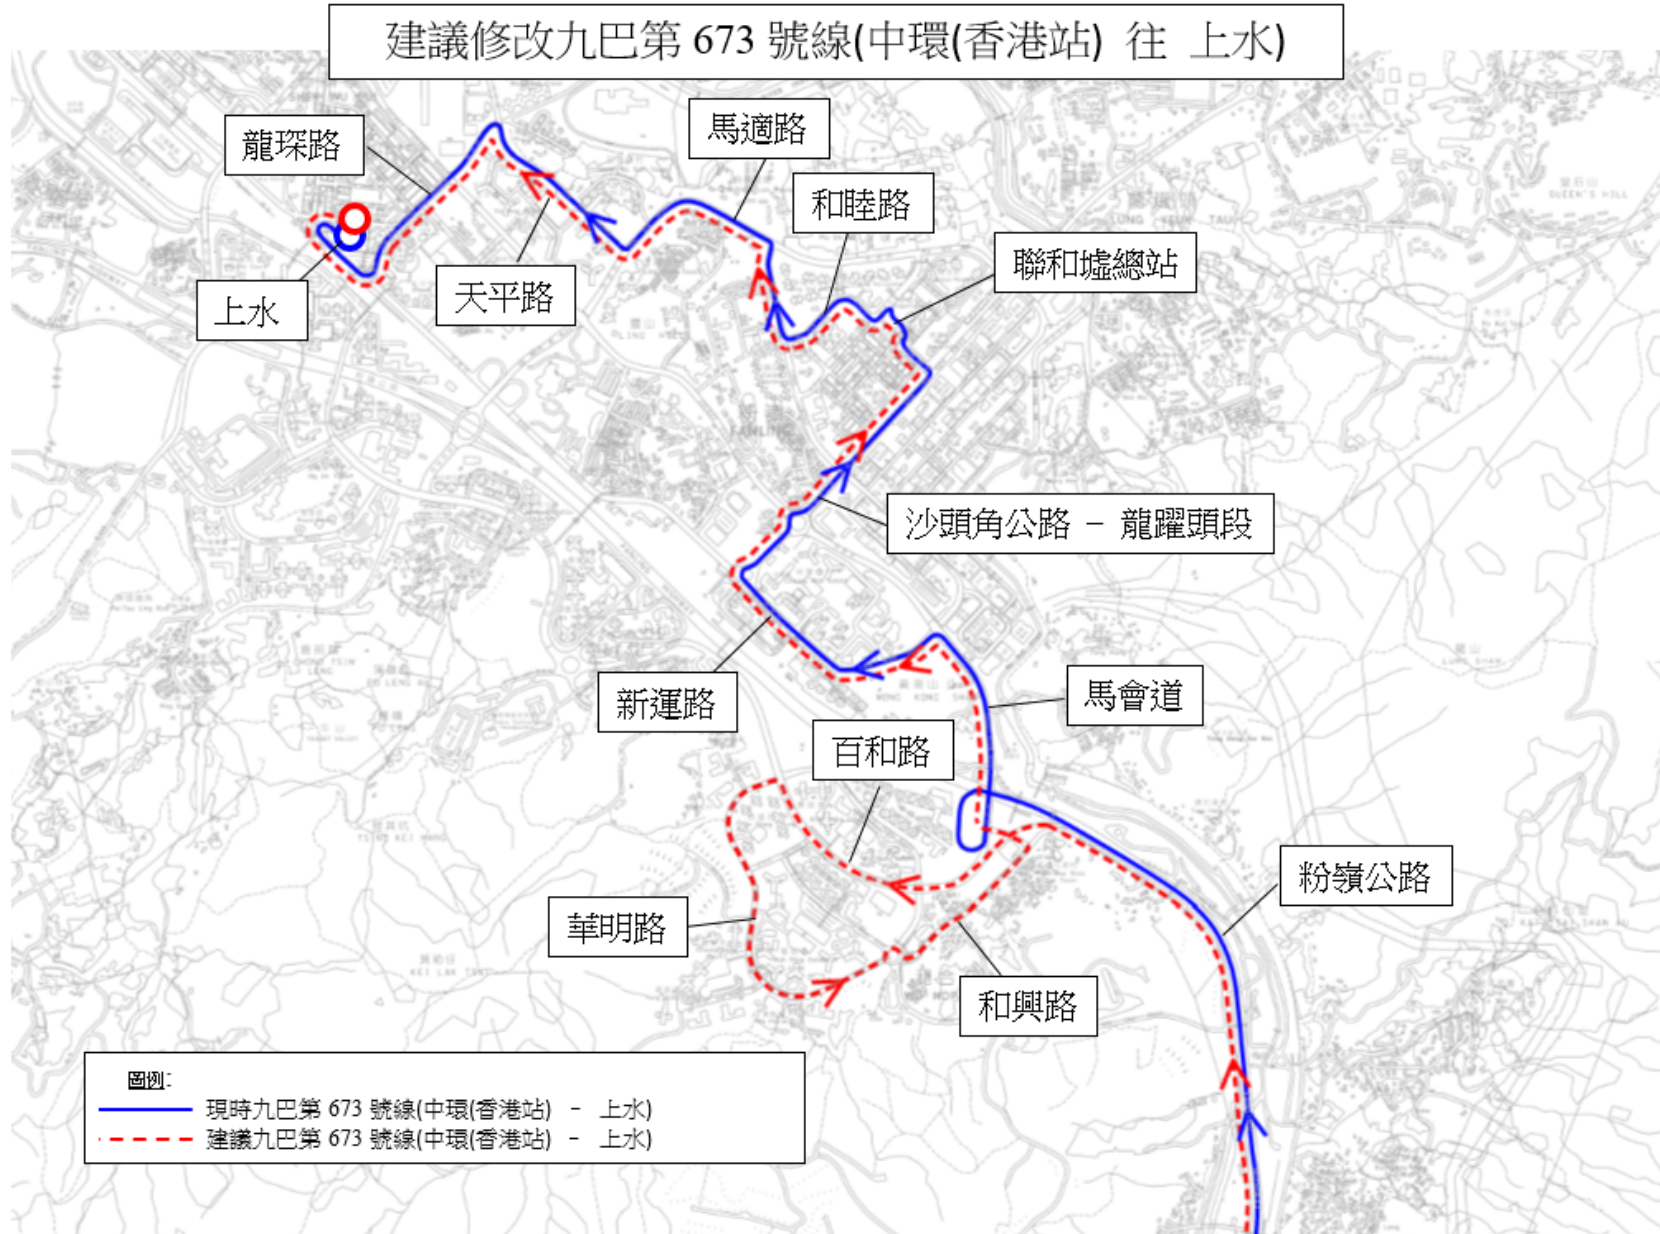 建議修改九巴第 673 號線(中環(香港站) 往 上水)
龍琛路
馬適路
和睦路
聯和墟總站
上水
天平路
沙頭角公路 - 龍躍頭段
新運路
馬會道
百和路
粉嶺公路
華明路
和興路
FANLING
圖例:
現時九巴第 673 號線(中環(香港站) - 上水)
建議九巴第 673 號線(中環(香港站) - 上水)